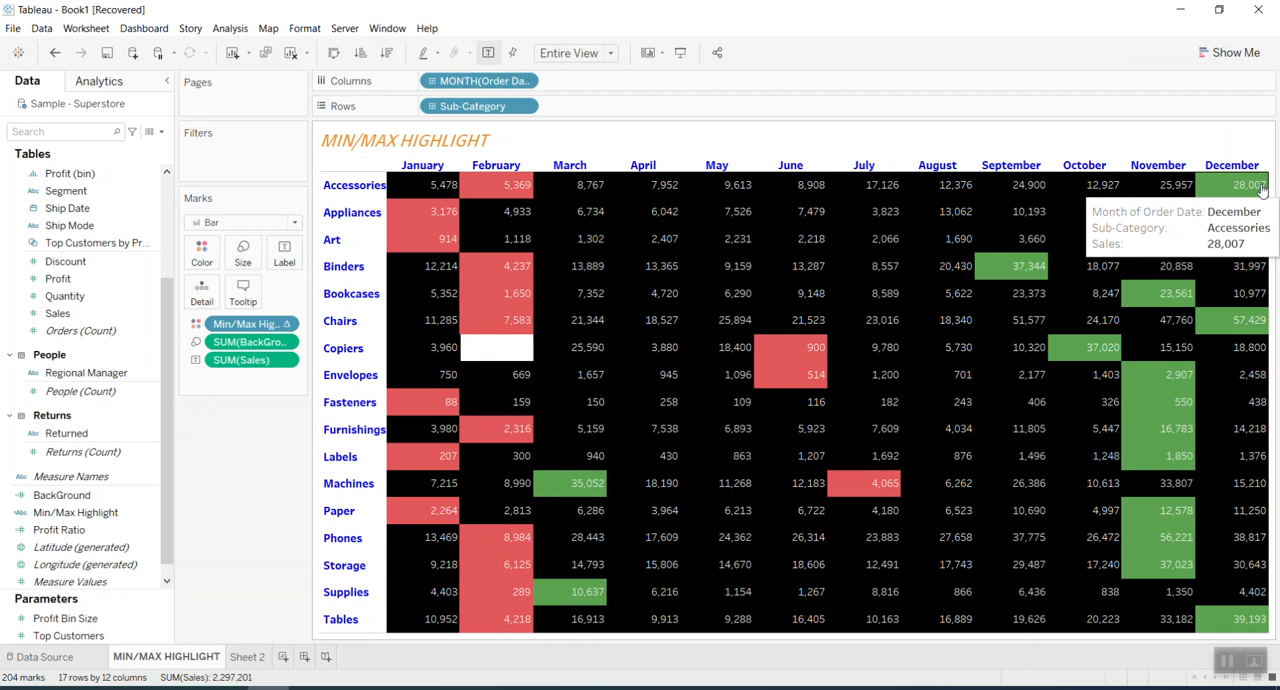 Tableau - Book1 [Recovered]
File Data Worksheet Dashboard Story Analysis Map Format Server Window Help
Entire View
Show Me
Data Analytics
Sample - Superstore
Search
Tables
Profit (bin)
Abc Segment
Ship Date
Abc Ship Mode
Top Customers by Pr...
# Discount
# Profit
# Quantity
# Sales
# Orders (Count)
People
Abc Regional Manager
# People (Count)
Returns
Abc Returned
# Returns (Count)
Abc Measure Names
=# BackGround
=Abc Min/Max Highlight
=# Profit Ratio
Latitude (generated)
Longitude (generated)
# Measure Values
Parameters
# Profit Bin Size
# Top Customers
Pages
Filters
Marks
Bar
Color Size Label
Detail Tooltip
Min/Max Hig.. Δ
SUM(BackGro..
SUM(Sales)
Columns MONTH(Order Da..
Rows Sub-Category
MIN/MAX HIGHLIGHT
January February March April May June July August September October November December
Accessories 5,478 5,369 8,767 7,952 9,613 8,908 17,126 12,376 24,900 12,927 25,957 28,007
Appliances 3,176 4,933 6,734 6,042 7,526 7,479 3,823 13,062 10,193
Art 914 1,118 1,302 2,407 2,231 2,218 2,066 1,690 3,660
Binders 12,214 4,237 13,889 13,365 9,159 13,287 8,557 20,430 37,344 18,077 20,858 31,997
Bookcases 5,352 1,650 7,352 4,720 6,290 9,148 8,589 5,622 23,373 8,247 23,561 10,977
Chairs 11,285 7,583 21,344 18,527 25,894 21,523 23,016 18,340 51,577 24,170 47,760 57,429
Copiers 3,960 25,590 3,880 18,400 900 9,780 5,730 10,320 37,020 15,150 18,800
Envelopes 750 669 1,657 945 1,096 514 1,200 701 2,177 1,403 2,907 2,458
Fasteners 88 159 150 258 109 116 182 243 406 326 550 438
Furnishings 3,980 2,316 5,159 7,538 6,893 5,923 7,609 4,034 11,805 5,447 16,783 14,218
Labels 207 300 940 430 863 1,207 1,692 876 1,496 1,248 1,850 1,376
Machines 7,215 8,990 35,052 18,190 11,268 12,183 4,065 6,262 26,386 10,613 33,807 15,210
Paper 2,264 2,813 6,286 3,964 6,213 6,722 4,180 6,523 10,690 4,997 12,578 11,250
Phones 13,469 8,984 28,443 17,609 24,362 26,314 23,883 27,658 37,775 26,472 56,221 38,817
Storage 9,218 6,125 14,793 15,806 14,670 18,606 12,491 17,743 29,487 17,240 37,023 30,643
Supplies 4,403 289 10,637 6,216 1,154 1,267 8,816 866 6,436 838 1,350 4,402
Tables 10,952 4,218 16,913 9,913 9,288 16,405 10,163 16,889 19,626 20,223 33,182 39,193
Month of Order Date: December
Sub-Category: Accessories
Sales: 28,007
Data Source MIN/MAX HIGHLIGHT Sheet 2
204 marks 17 rows by 12 columns SUM(Sales): 2,297,201